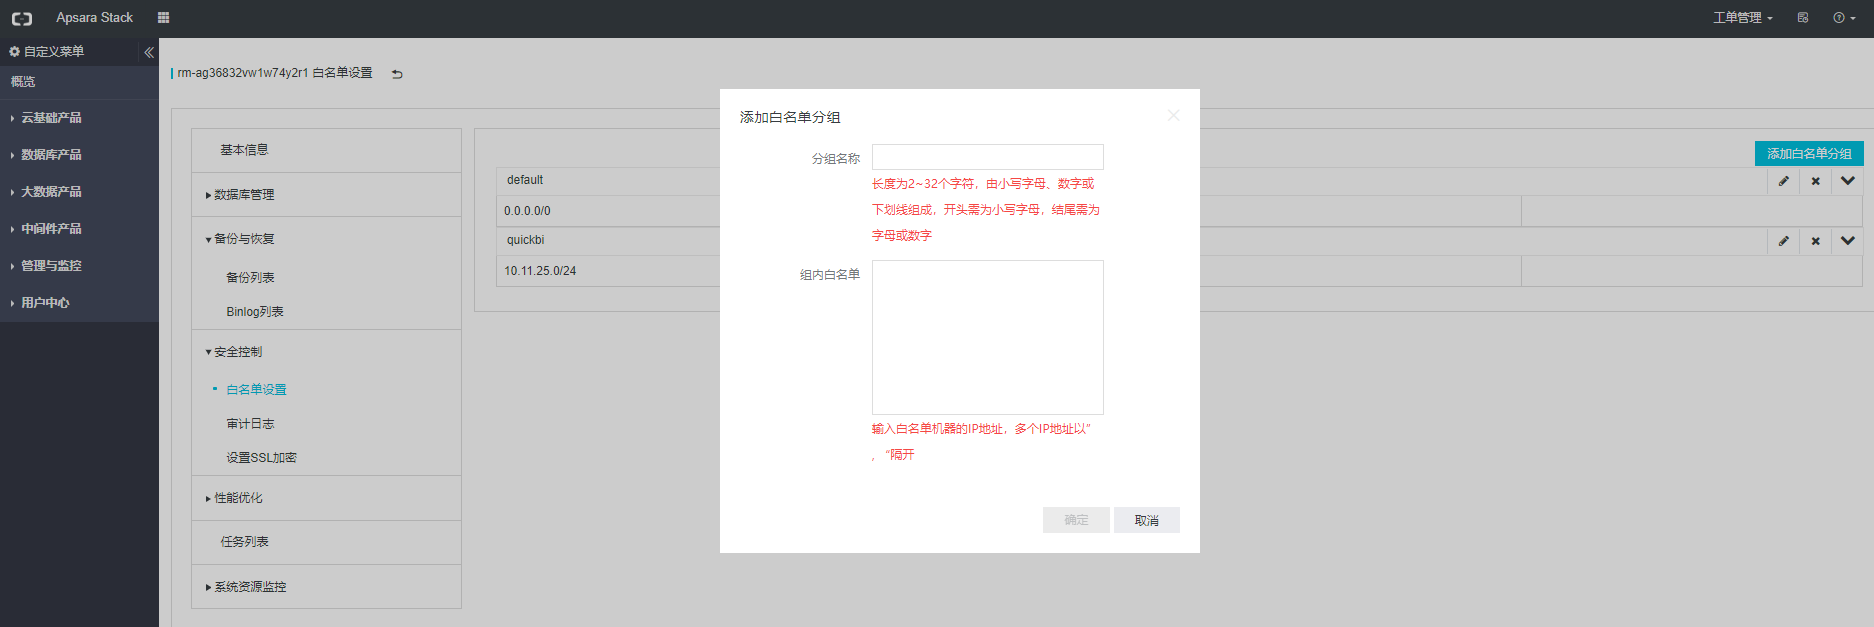 Apsara Stack
工单管理
自定义菜单
概览
云基础产品
数据库产品
大数据产品
中间件产品
管理与监控
用户中心
rm-ag36832vw1w74y2r1 白名单设置
基本信息
数据库管理
备份与恢复
备份列表
Binlog列表
安全控制
白名单设置
审计日志
设置SSL加密
性能优化
任务列表
系统资源监控
添加白名单分组
default
0.0.0.0/0
quickbi
10.11.25.0/24
添加白名单分组
分组名称
长度为2~32个字符，由小写字母、数字或
下划线组成，开头需为小写字母，结尾需为
字母或数字
组内白名单
输入白名单机器的IP地址，多个IP地址以”
，“隔开
确定
取消